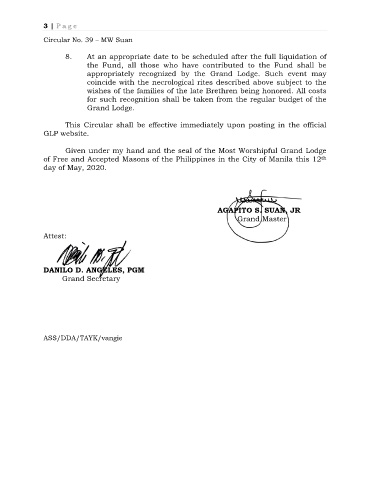 3 | Page
Circular No. 39 – MW Suan
8. At an appropriate date to be scheduled after the full liquidation of
the Fund, all those who have contributed to the Fund shall be
appropriately recognized by the Grand Lodge. Such event may
coincide with the necrological rites described above subject to the
wishes of the families of the late Brethren being honored. All costs
for such recognition shall be taken from the regular budget of the
Grand Lodge.
This Circular shall be effective immediately upon posting in the official
GLP website.
Given under my hand and the seal of the Most Worshipful Grand Lodge
of Free and Accepted Masons of the Philippines in the City of Manila this 12th
day of May, 2020.
AGAPITO S. SUAN, JR
Grand Master
Attest:
DANILO D. ANGELES, PGM
Grand Secretary
ASS/DDA/TAYK/vangie